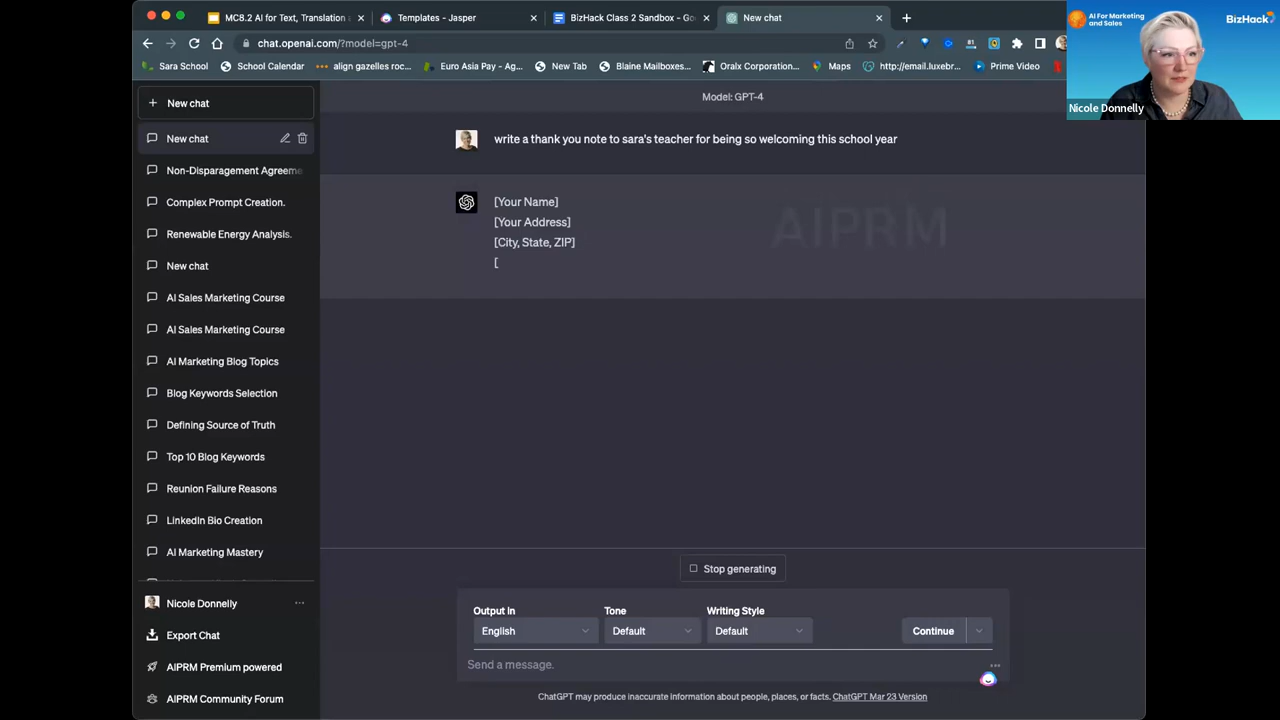 MC8.2 AI for Text, Translation
Templates - Jasper
BizHack Class 2 Sandbox - Go
New chat
chat.openai.com/?model=gpt-4
Sara School
School Calendar
align gazelles roc...
Euro Asia Pay - Ag...
New Tab
Blaine Mailboxes...
Oralx Corporation...
Maps
http://email.luxebr...
Prime Video
AI For Marketing
and Sales
BizHack
Nicole Donnelly
New chat
New chat
Non-Disparagement Agreeme
Complex Prompt Creation.
Renewable Energy Analysis.
New chat
AI Sales Marketing Course
AI Sales Marketing Course
AI Marketing Blog Topics
Blog Keywords Selection
Defining Source of Truth
Top 10 Blog Keywords
Reunion Failure Reasons
LinkedIn Bio Creation
AI Marketing Mastery
Nicole Donnelly
Export Chat
AIPRM Premium powered
AIPRM Community Forum
Model: GPT-4
write a thank you note to sara's teacher for being so welcoming this school year
[Your Name]
[Your Address]
[City, State, ZIP]
[
AIPRM
Stop generating
Output in
Tone
Writing Style
English
Default
Default
Continue
Send a message.
ChatGPT may produce inaccurate information about people, places, or facts. ChatGPT Mar 23 Version